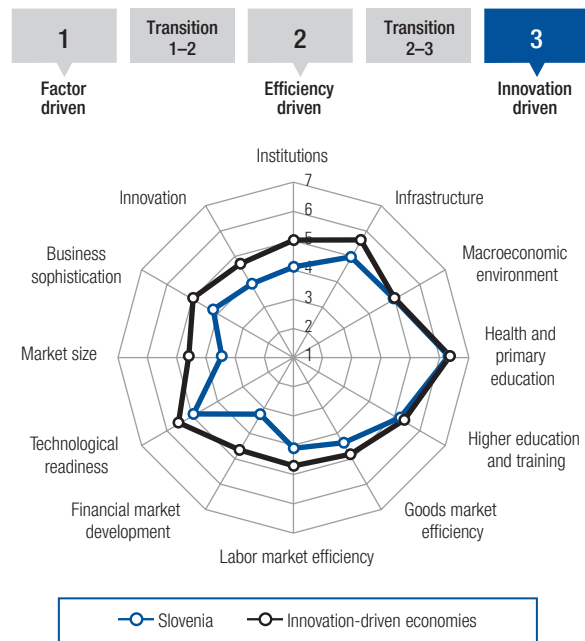 1
Transition
1–2
2
Transition
2–3
3
Factor
driven
Efficiency
driven
Innovation
driven
Institutions
Innovation
Infrastructure
Business
sophistication
Macroeconomic
environment
Market size
Health and
primary
education
Technological
readiness
Higher education
and training
Financial market
development
Goods market
efficiency
Labor market efficiency
7
6
5
4
3
2
1
Slovenia
Innovation-driven economies